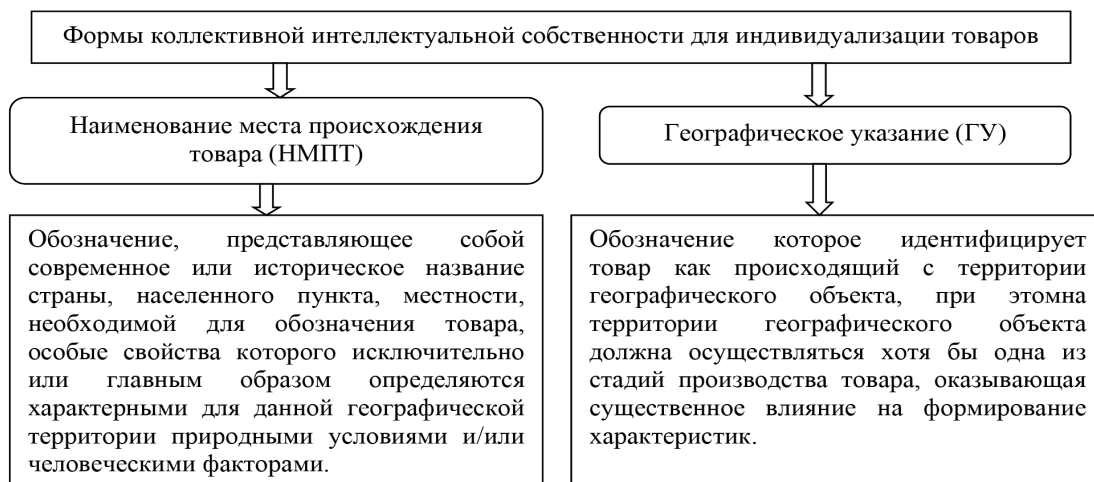 Формы коллективной интеллектуальной собственности для индивидуализации товаров
Наименование места происхождения
товара (НМПТ)
Географическое указание (ГУ)
Обозначение, представляющее собой
современное или историческое название
страны, населенного пункта, местности,
необходимой для обозначения товара,
особые свойства которого исключительно
или главным образом определяются
характерными для данной географической
территории природными условиями и/или
человеческими факторами.
Обозначение которое идентифицирует
товар как происходящий с территории
географического объекта, при этомна
территории географического объекта
должна осуществляться хотя бы одна из
стадий производства товара, оказывающая
существенное влияние на формирование
характеристик.